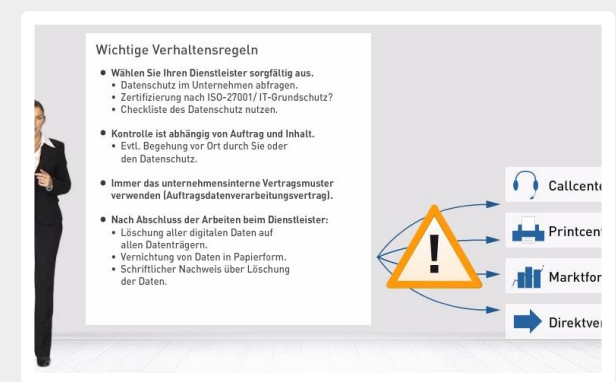 Wichtige Verhaltensregeln
• Wählen Sie Ihren Dienstleister sorgfältig aus.
• Datenschutz im Unternehmen abfragen.
• Zertifizierung nach ISO-27001/ IT-Grundschutz?
• Checkliste des Datenschutz nutzen.
• Kontrolle ist abhängig von Auftrag und Inhalt.
• Evtl. Begehung vor Ort durch Sie oder
den Datenschutz.
• Immer das unternehmensinterne Vertragsmuster
verwenden (Auftragsdatenverarbeitungsvertrag).
• Nach Abschluss der Arbeiten beim Dienstleister:
• Löschung aller digitalen Daten auf
allen Datenträgern.
• Vernichtung von Daten in Papierform.
• Schriftlicher Nachweis über Löschung
der Daten.
!
Callcente
Printcen
Marktfor
Direktve